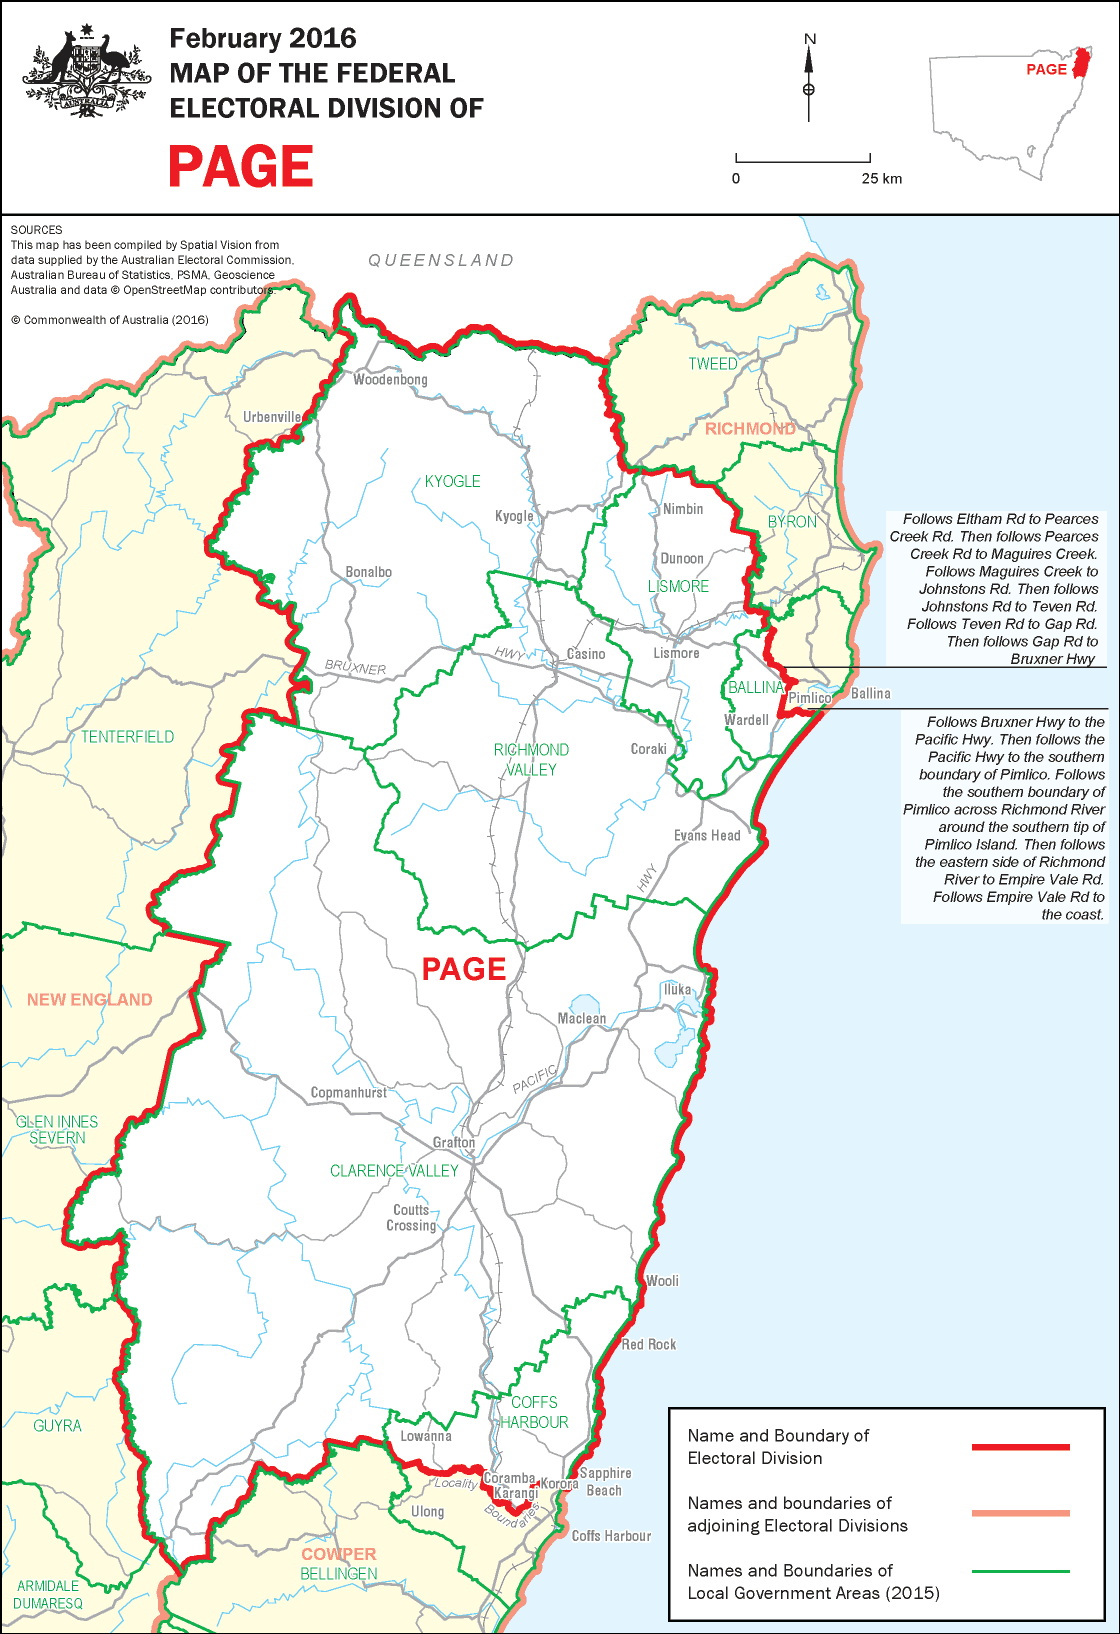 February 2016
MAP OF THE FEDERAL
ELECTORAL DIVISION OF
PAGE
AUSTRALIA
N
0
25 km
PAGE
SOURCES
This map has been compiled by Spatial Vision from
data supplied by the Australian Electoral Commission,
Australian Bureau of Statistics, PSMA, Geoscience
Australia and data © OpenStreetMap contributors.
© Commonwealth of Australia (2016)
QUEENSLAND
TWEED
Woodenbong
Urbenville
RICHMOND
KYOGLE
Nimbin
Kyogle
BYRON
Follows Eltham Rd to Pearces
Creek Rd. Then follows Pearces
Creek Rd to Maguires Creek.
Follows Maguires Creek to
Johnstons Rd. Then follows
Johnstons Rd to Teven Rd.
Follows Teven Rd to Gap Rd.
Then follows Gap Rd to
Bruxner Hwy
Dunoon
Bonalbo
LISMORE
HWY
Casino
Lismore
BRUXNER
BALLINA
Pimlico
Ballina
Wardell
TENTERFIELD
RICHMOND
VALLEY
Coraki
Follows Bruxner Hwy to the
Pacific Hwy. Then follows the
Pacific Hwy to the southern
boundary of Pimlico. Follows
the southern boundary of
Pimlico across Richmond River
around the southern tip of
Pimlico Island. Then follows
the eastern side of Richmond
River to Empire Vale Rd.
Follows Empire Vale Rd to
the coast.
Evans Head
HWY
PAGE
NEW ENGLAND
Iluka
Maclean
PACIFIC
Copmanhurst
GLEN INNES
SEVERN
Grafton
CLARENCE VALLEY
Coutts
Crossing
Wooli
Red Rock
COFFS
HARBOUR
GUYRA
Lowanna
Coramba
Karangi
Korora
Sapphire
Beach
Locality
Boundaries
Ulong
Coffs Harbour
COWPER
BELLINGEN
ARMIDALE
DUMARESQ
Name and Boundary of
Electoral Division
Names and boundaries of
adjoining Electoral Divisions
Names and Boundaries of
Local Government Areas (2015)